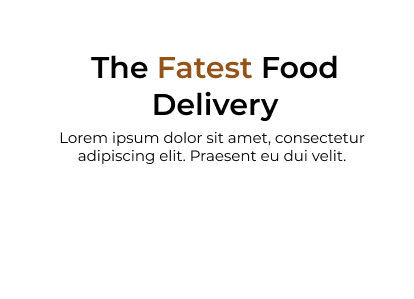 The Fatest Food
Delivery
Lorem ipsum dolor sit amet, consectetur
adipiscing elit. Praesent eu dui velit.